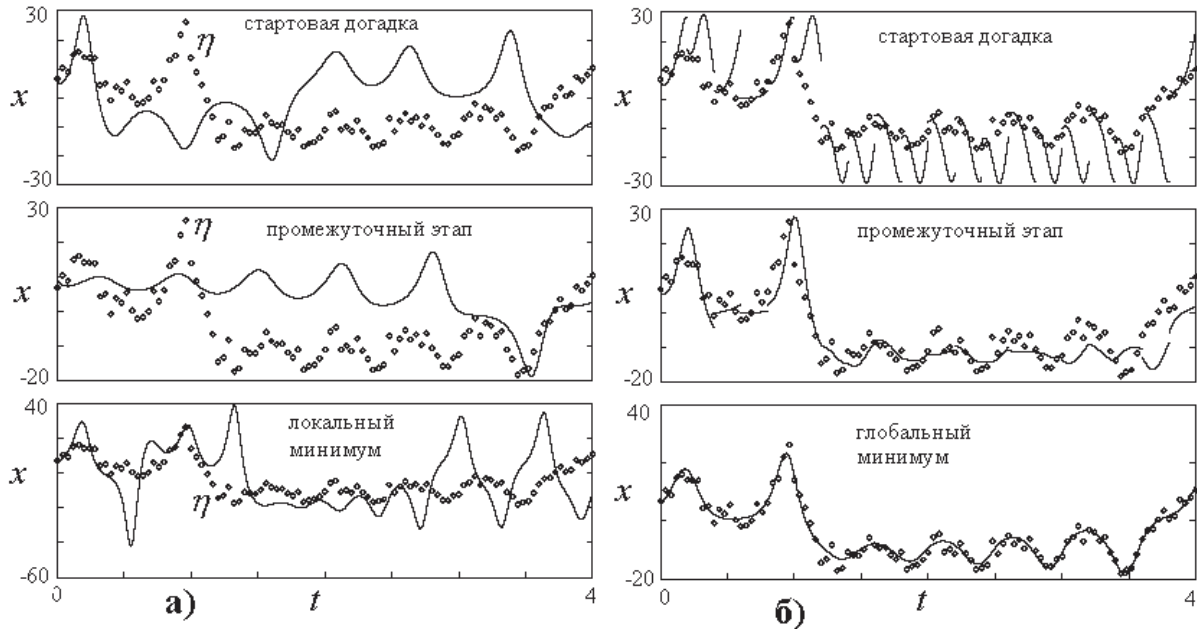 30
стартовая догадка
η
x
-30
30
η
промежуточный этап
x
-20
40
локальный
минимум
x
η
-60
0
а)
t
4
30
стартовая догадка
x
-30
30
промежуточный этап
x
-20
40
глобальный
минимум
x
-20
0
б)
t
4